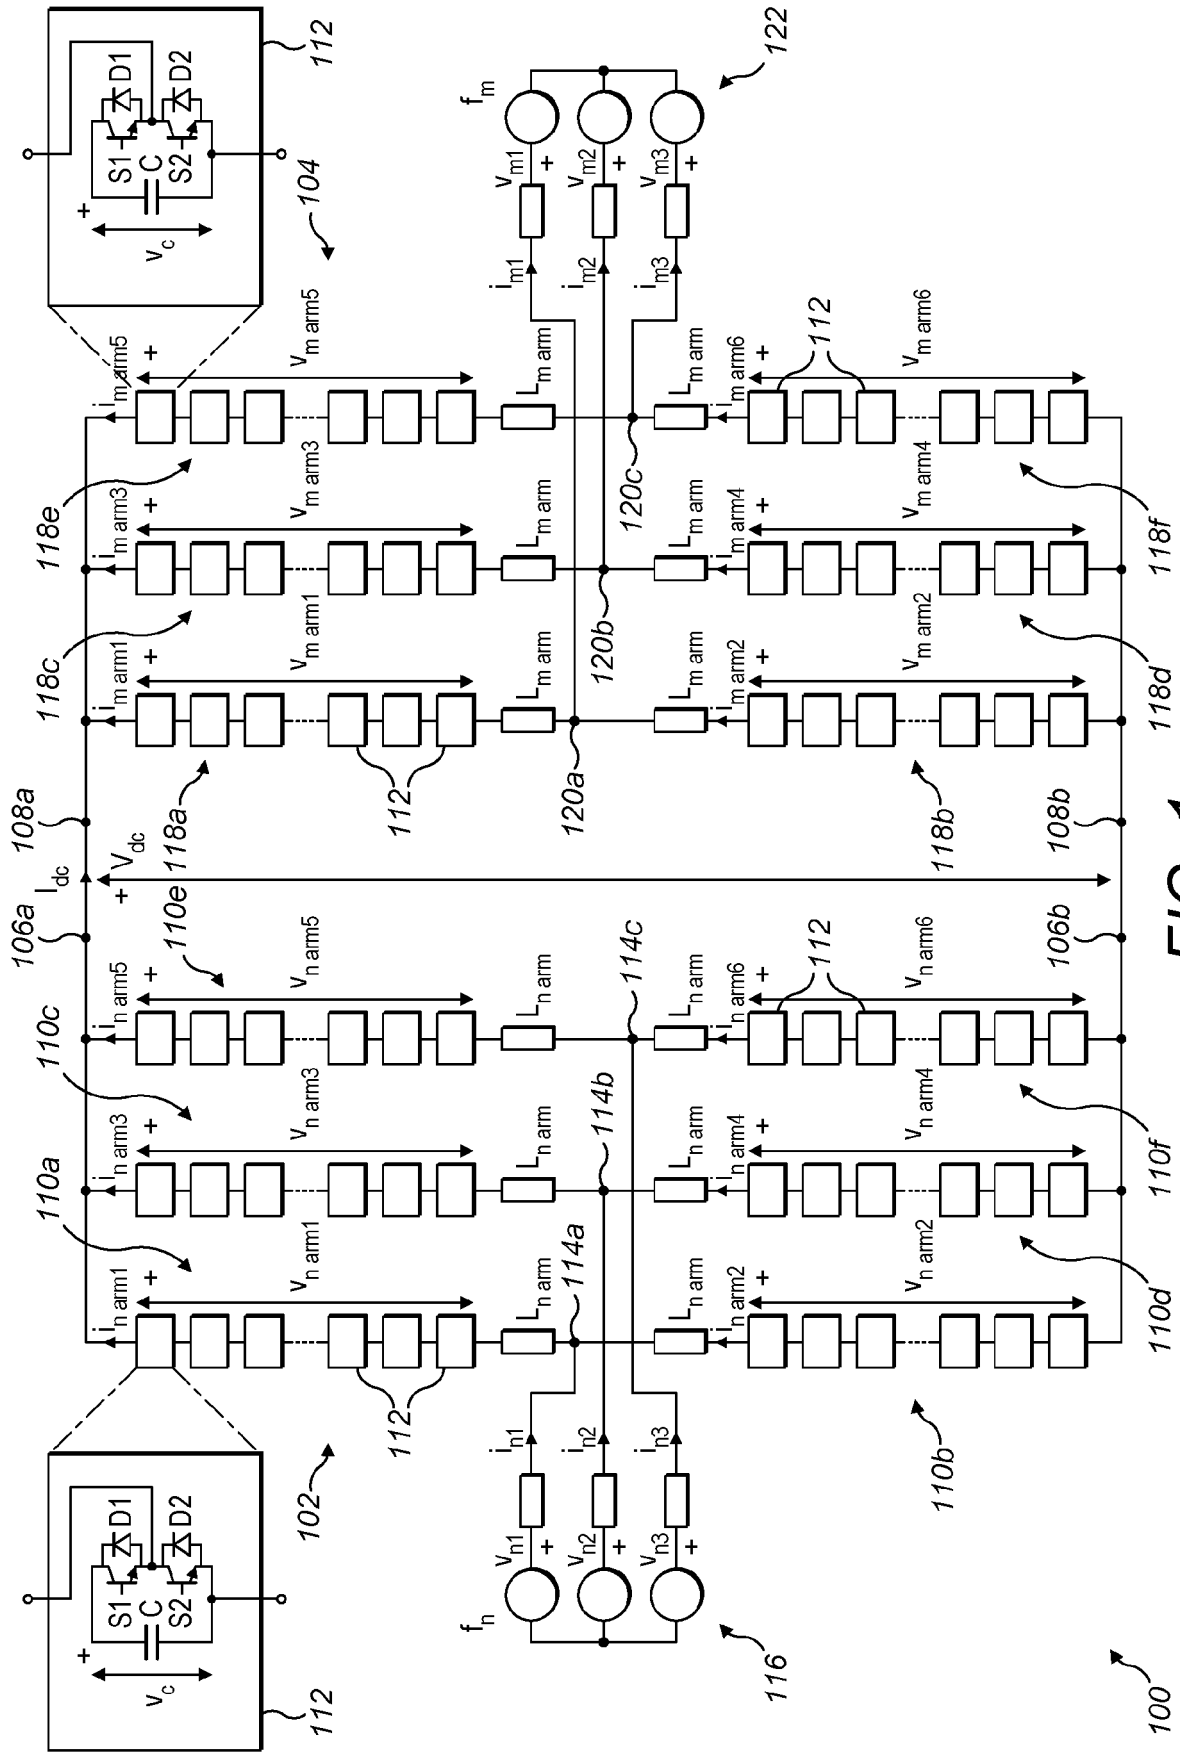 112
v_c
+
S1
C
S2
D1
D2
102
110a
110c
110e
106a
I_dc
108a
+
V_dc
118a
118c
118e
104
112
v_c
+
S1
C
S2
D1
D2
i_n arm1
+
v_n arm1
i_n arm3
+
v_n arm3
i_n arm5
+
v_n arm5
i_m arm1
+
v_m arm1
i_m arm3
+
v_m arm3
i_m arm5
+
v_m arm5
112
112
L_n arm
L_n arm
L_n arm
L_m arm
L_m arm
L_m arm
f_n
v_n1
+
i_n1
v_n2
+
i_n2
v_n3
+
i_n3
114a
114b
114c
120a
120b
120c
i_m1
v_m1
+
i_m2
v_m2
+
i_m3
v_m3
+
f_m
L_n arm
L_n arm
L_n arm
L_m arm
L_m arm
L_m arm
116
122
i_n arm2
+
v_n arm2
i_n arm4
+
v_n arm4
i_n arm6
+
v_n arm6
112
i_m arm2
+
v_m arm2
i_m arm4
+
v_m arm4
i_m arm6
+
v_m arm6
112
110b
118b
110d
110f
106b
108b
118d
118f
100
FIG. 1